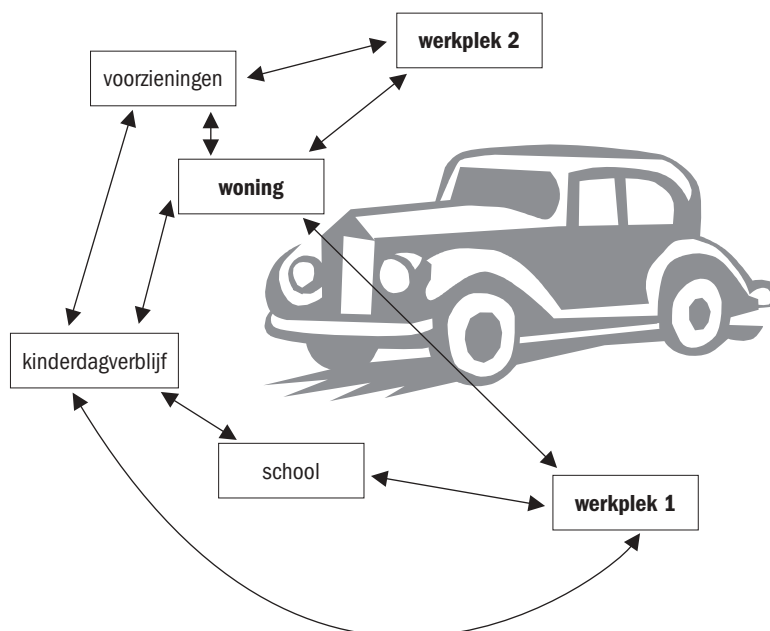 werkplek 2
voorzieningen
woning
kinderdagverblijf
school
werkplek 1